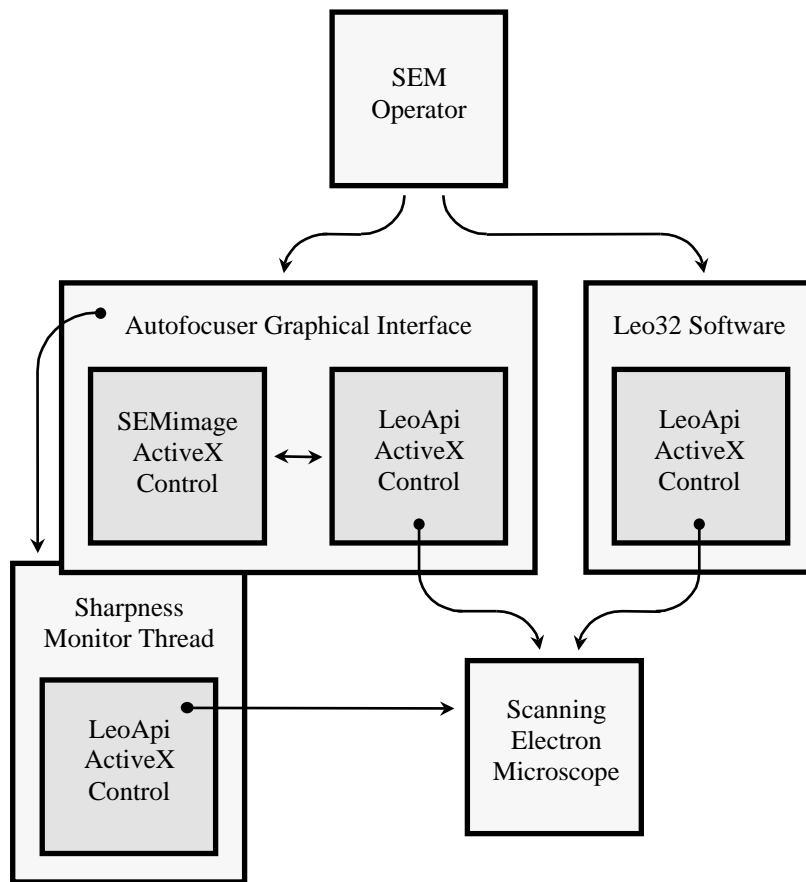 SEM
Operator
Autofocuser Graphical Interface
SEMimage
ActiveX
Control
LeoApi
ActiveX
Control
Leo32 Software
LeoApi
ActiveX
Control
Sharpness
Monitor Thread
LeoApi
ActiveX
Control
Scanning
Electron
Microscope